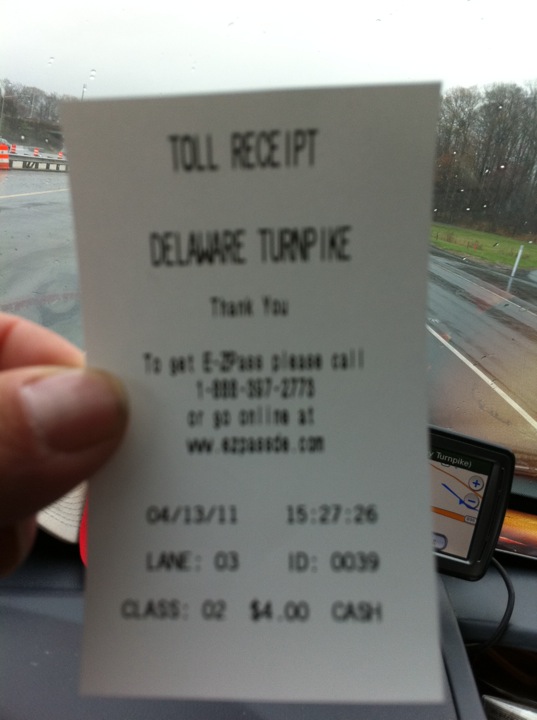 TOLL RECEIPT
DELAWARE TURNPIKE
Thank You
To get E-ZPass please call
1-888-397-2773
or go online at
www.ezpassde.com
04/13/11 15:27:26
LANE: 03 ID: 0039
CLASS: 02 $4.00 CASH
Turnpike)